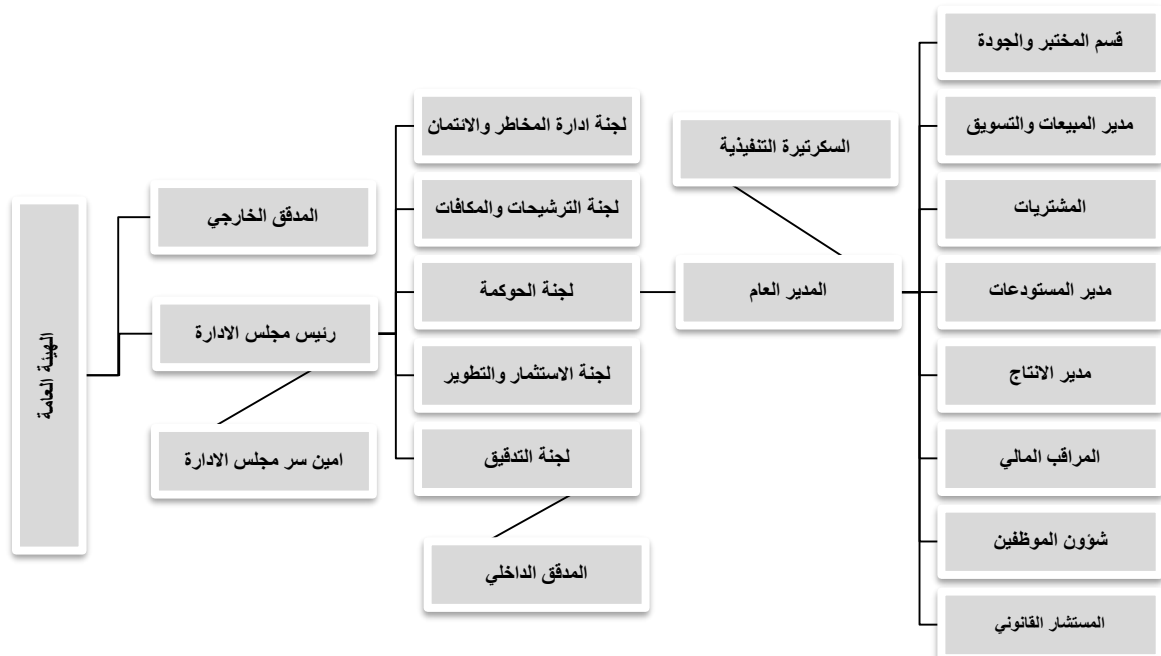 الهيئة العامة
المدقق الخارجي
رئيس مجلس الادارة
امين سر مجلس الادارة
لجنة ادارة المخاطر والائتمان
لجنة الترشيحات والمكافات
لجنة الحوكمة
لجنة الاستثمار والتطوير
لجنة التدقيق
المدقق الداخلي
السكرتيرة التنفيذية
المدير العام
قسم المختبر والجودة
مدير المبيعات والتسويق
المشتريات
مدير المستودعات
مدير الانتاج
المراقب المالي
شؤون الموظفين
المستشار القانوني